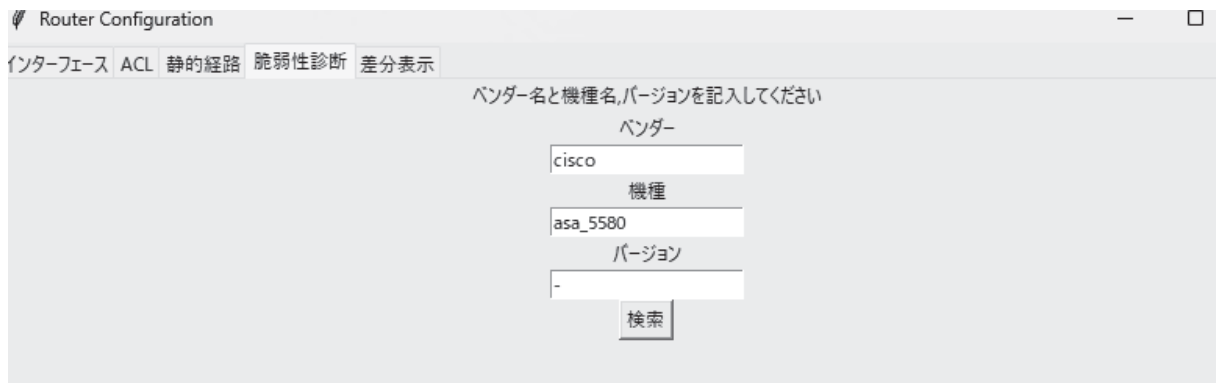 Router Configuration
インターフェース ACL 静的経路 脆弱性診断 差分表示
ベンダー名と機種名,バージョンを記入してください
ベンダー
cisco
機種
asa_5580
バージョン
-
検索